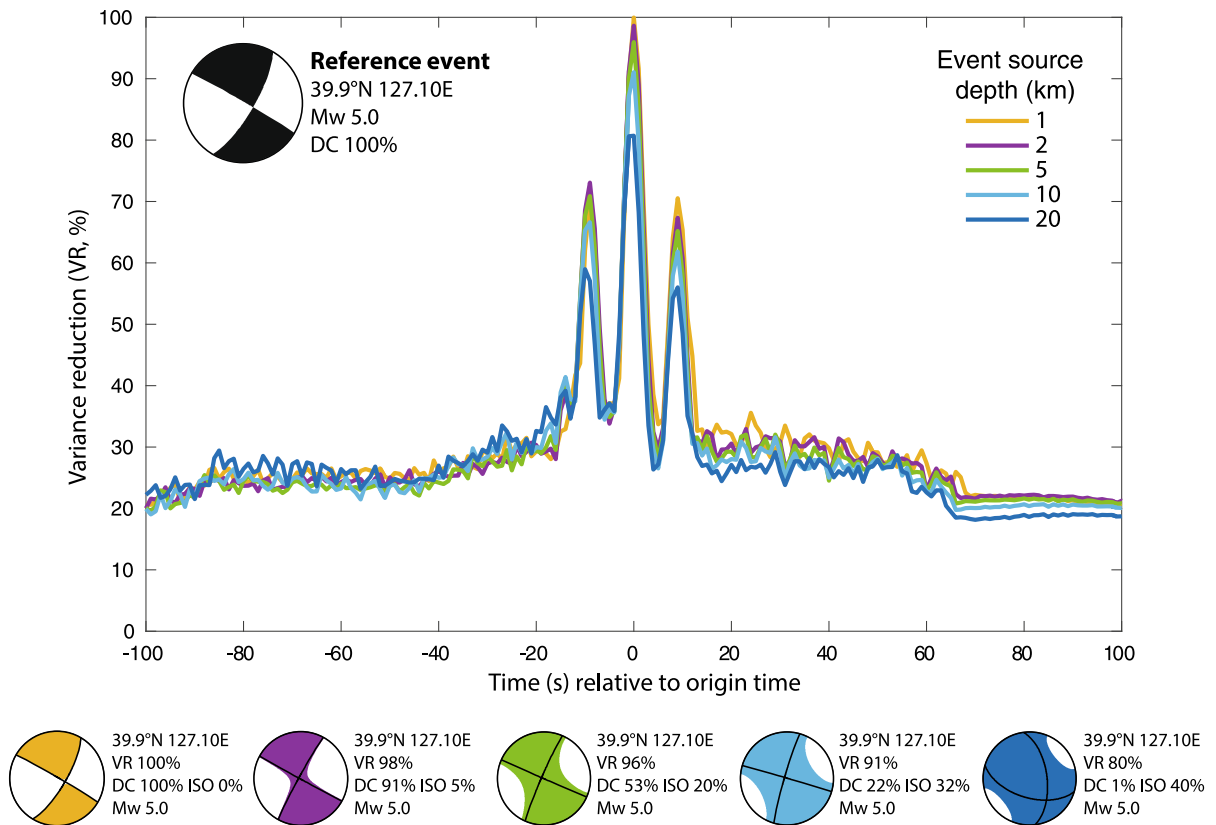 Reference event
39.9°N 127.10E
Mw 5.0
DC 100%
Event source
depth (km)
1
2
5
10
20
Variance reduction (VR, %)
100
90
80
70
60
50
40
30
20
10
0
-100 -80 -60 -40 -20 0 20 40 60 80 100
Time (s) relative to origin time
39.9°N 127.10E
VR 100%
DC 100% ISO 0%
Mw 5.0
39.9°N 127.10E
VR 98%
DC 91% ISO 5%
Mw 5.0
39.9°N 127.10E
VR 96%
DC 53% ISO 20%
Mw 5.0
39.9°N 127.10E
VR 91%
DC 22% ISO 32%
Mw 5.0
39.9°N 127.10E
VR 80%
DC 1% ISO 40%
Mw 5.0